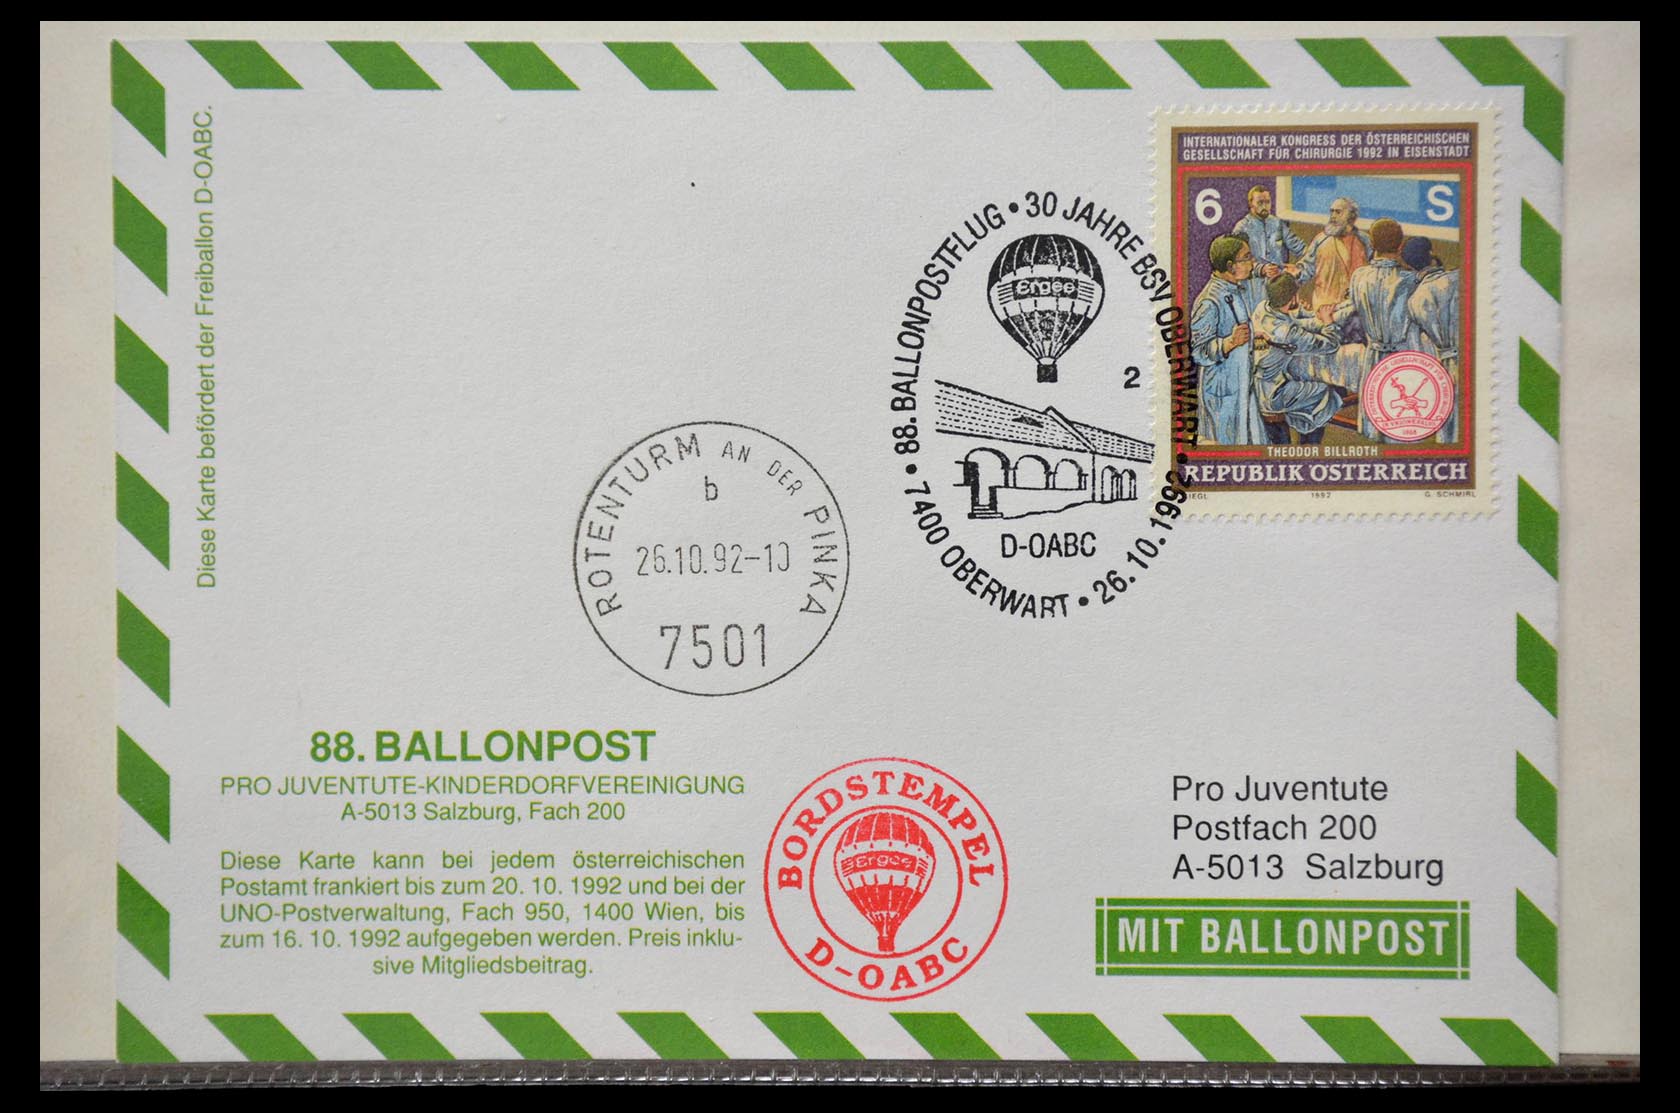 Diese Karte befördert der Freiballon D-OABC.
88. BALLONPOSTFLUG • 30 JAHRE BSV OBERWART •
Ergee
2
D-OABC
7400 OBERWART • 26.10.1992
INTERNATIONALER KONGRESS DER ÖSTERREICHISCHEN
GESELLSCHAFT FÜR CHIRURGIE 1992 IN EISENSTADT
6 S
THEODOR BILLROTH
REPUBLIK ÖSTERREICH
1992 G. SCHMIRL
ROTENTURM AN DER PINKA
b
26.10.92-10
7501
88. BALLONPOST
PRO JUVENTUTE-KINDERDORFVEREINIGUNG
A-5013 Salzburg, Fach 200
Diese Karte kann bei jedem österreichischen
Postamt frankiert bis zum 20. 10. 1992 und bei der
UNO-Postverwaltung, Fach 950, 1400 Wien, bis
zum 16. 10. 1992 aufgegeben werden. Preis inklu-
sive Mitgliedsbeitrag.
BORDSTEMPEL
Ergee
D-OABC
Pro Juventute
Postfach 200
A-5013 Salzburg
MIT BALLONPOST